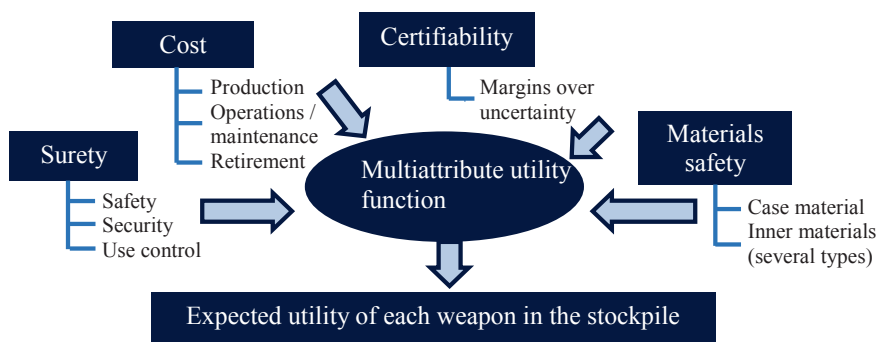 Cost
Production
Operations /
maintenance
Retirement
Certifiability
Margins over
uncertainty
Surety
Safety
Security
Use control
Multiattribute utility
function
Materials
safety
Case material
Inner materials
(several types)
Expected utility of each weapon in the stockpile